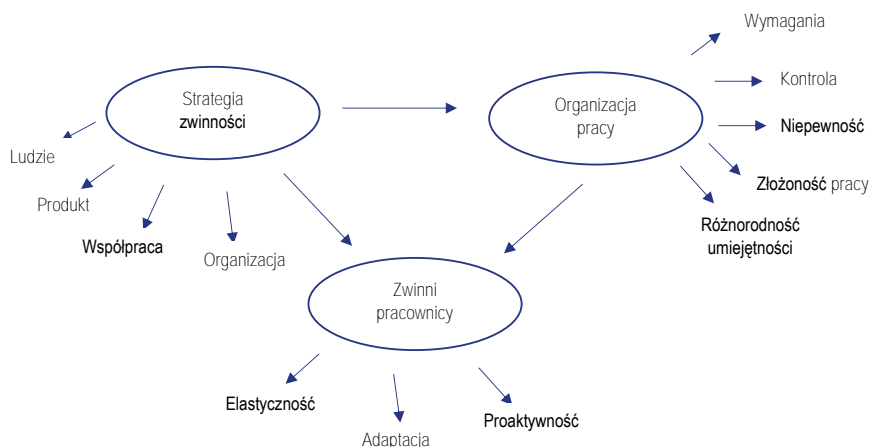 Wymagania
Strategia
zwinności
Kontrola
Organizacja
pracy
Niepewność
Ludzie
Produkt
Złożoność pracy
Współpraca
Organizacja
Różnorodność
umiejętności
Zwinni
pracownicy
Elastyczność
Adaptacja
Proaktywność